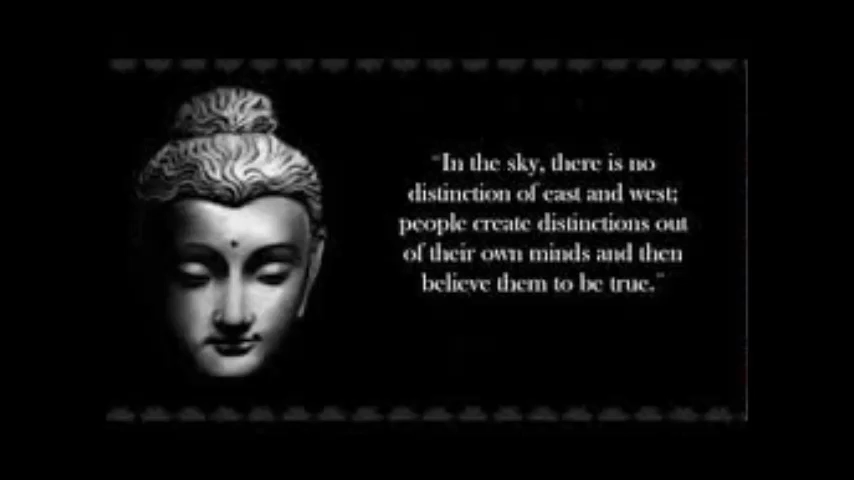 "In the sky, there is no
distinction of east and west;
people create distinctions out
of their own minds and then
believe them to be true."